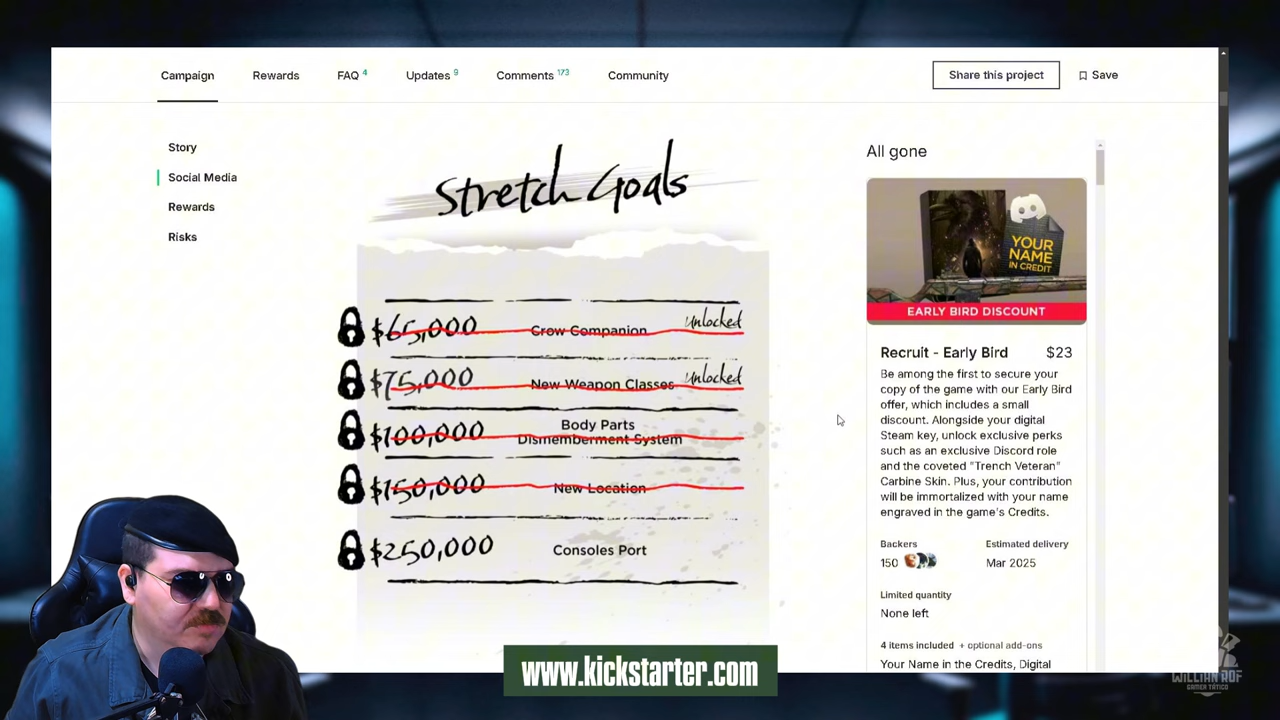 Campaign
Rewards
FAQ 4
Updates 9
Comments 173
Community
Share this project
Save
Story
Social Media
Rewards
Risks
Stretch Goals
$65,000 Crow Companion Unlocked
$75,000 New Weapon Classes Unlocked
$100,000 Body Parts
Dismemberment System
$150,000 New Location
$250,000 Consoles Port
All gone
YOUR
NAME
IN CREDIT
EARLY BIRD DISCOUNT
Recruit - Early Bird $23
Be among the first to secure your
copy of the game with our Early Bird
offer, which includes a small
discount. Alongside your digital
Steam key, unlock exclusive perks
such as an exclusive Discord role
and the coveted "Trench Veteran"
Carbine Skin. Plus, your contribution
will be immortalized with your name
engraved in the game's Credits.
Backers Estimated delivery
150 Mar 2025
Limited quantity
None left
4 items included + optional add-ons
Your Name in the Credits, Digital
www.kickstarter.com
WILLIAN ROF
GAMER TÁTICO